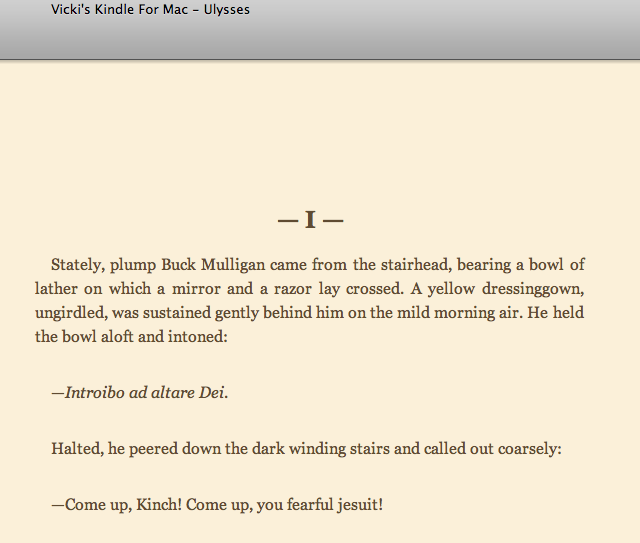 Vicki's Kindle For Mac – Ulysses
— I —
Stately, plump Buck Mulligan came from the stairhead, bearing a bowl of
lather on which a mirror and a razor lay crossed. A yellow dressinggown,
ungirdled, was sustained gently behind him on the mild morning air. He held
the bowl aloft and intoned:
—Introibo ad altare Dei.
Halted, he peered down the dark winding stairs and called out coarsely:
—Come up, Kinch! Come up, you fearful jesuit!